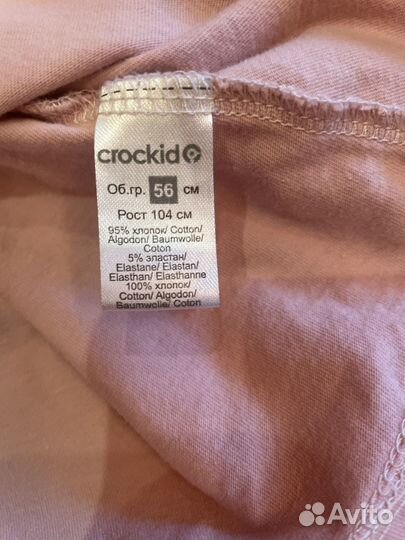 crockid
Об.гр. 56 см
Рост 104 см
95% хлопок/ Cotton/
Algodon/ Baumwolle/
Coton
5% эластан/
Elastane/ Elastan/
Elasthan/ Elasthanne
100% хлопок/
Cotton/ Algodon/
Baumwolle/ Coton
Avito